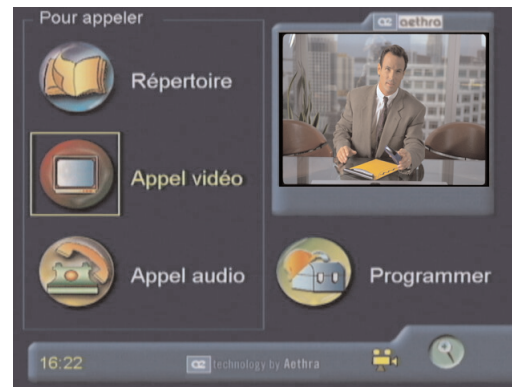 Pour appeler
aethra
Répertoire
Appel vidéo
Appel audio
Programmer
16:22
technology by Aethra